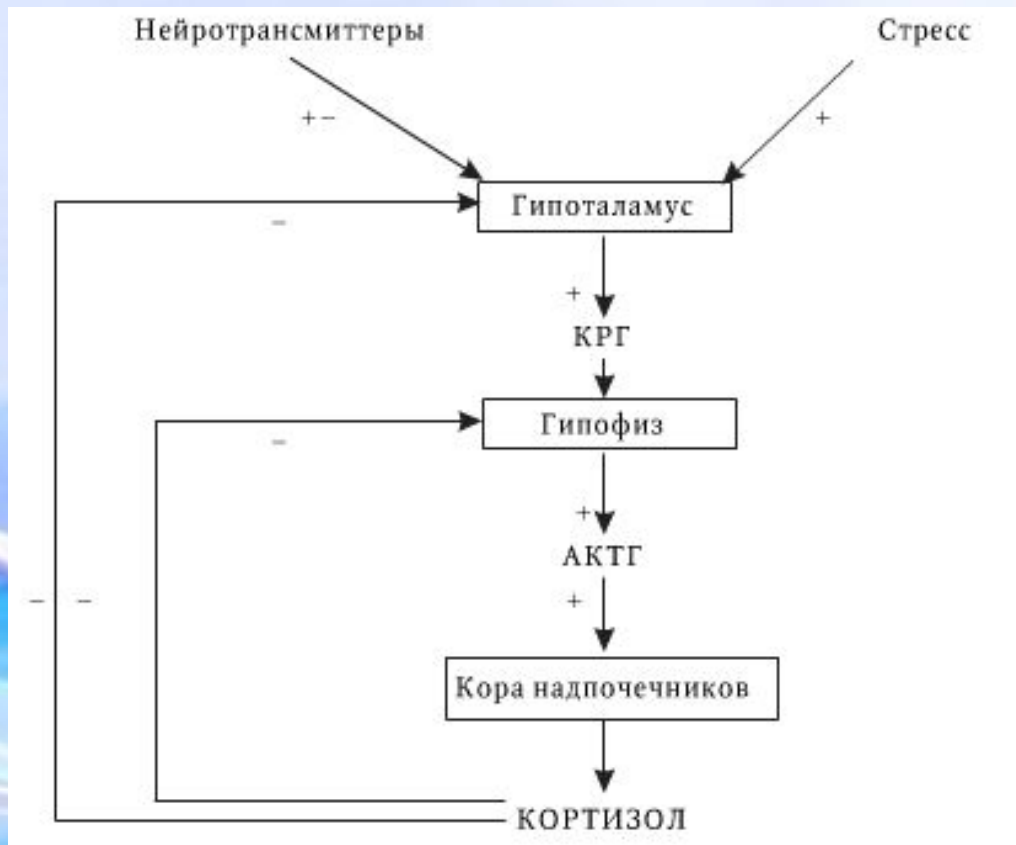 Нейротрансмиттеры Стресс
+ – +
Гипоталамус
–
+
КРГ
Гипофиз
–
+
АКТГ
– – +
Кора надпочечников
КОРТИЗОЛ